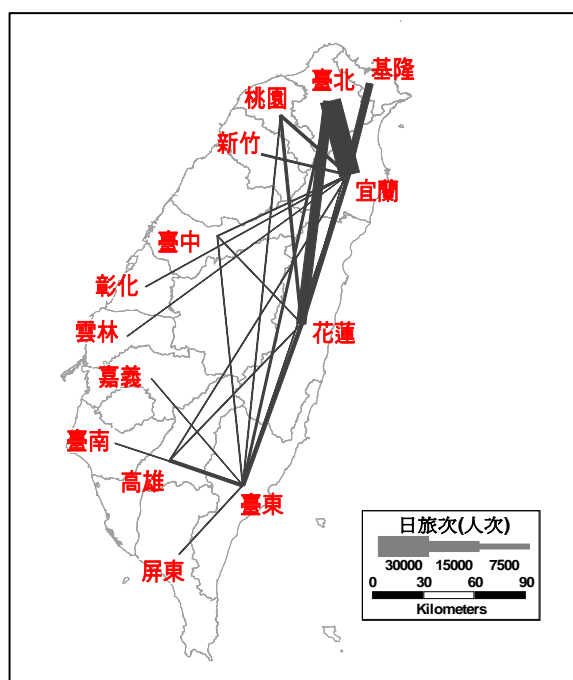 基隆
臺北
桃園
新竹
宜蘭
臺中
彰化
雲林
花蓮
嘉義
臺南
高雄
臺東
屏東
日旅次(人次)
30000 15000 7500
0 30 60 90
Kilometers